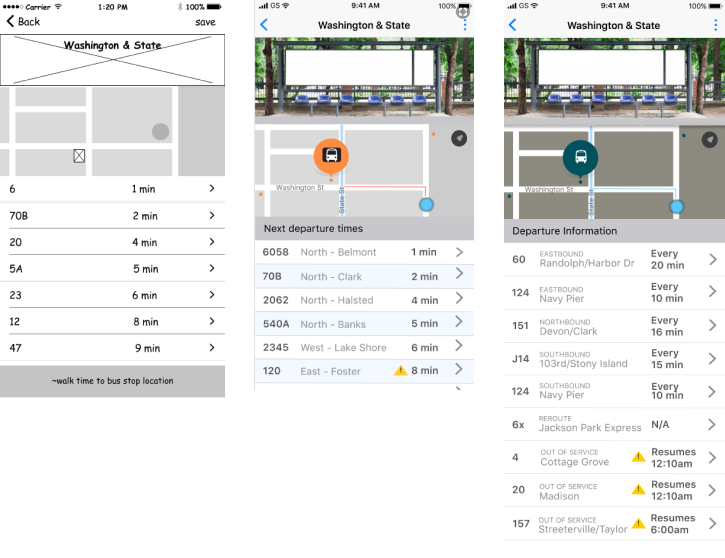 Carrier 1:20 PM 100%
Back save
Washington & State
6 1 min
70B 2 min
20 4 min
5A 5 min
23 6 min
12 8 min
47 9 min
~walk time to bus stop location
GS 9:41 AM 100%
Washington & State
Washington St
State St
Next departure times
6058 North - Belmont 1 min
70B North - Clark 2 min
2062 North - Halsted 4 min
540A North - Banks 5 min
2345 West - Lake Shore 6 min
120 East - Foster 8 min
GS 9:41 AM 100%
Washington & State
Washington St
State St
Departure Information
60 EASTBOUND Every
Randolph/Harbor Dr 20 min
124 EASTBOUND Every
Navy Pier 10 min
151 NORTHBOUND Every
Devon/Clark 16 min
J14 SOUTHBOUND Every
103rd/Stony Island 15 min
124 SOUTHBOUND Every
Navy Pier 10 min
6x REROUTE N/A
Jackson Park Express
4 OUT OF SERVICE Resumes
Cottage Grove 12:10am
20 OUT OF SERVICE Resumes
Madison 12:10am
157 OUT OF SERVICE Resumes
Streeterville/Taylor 6:00am